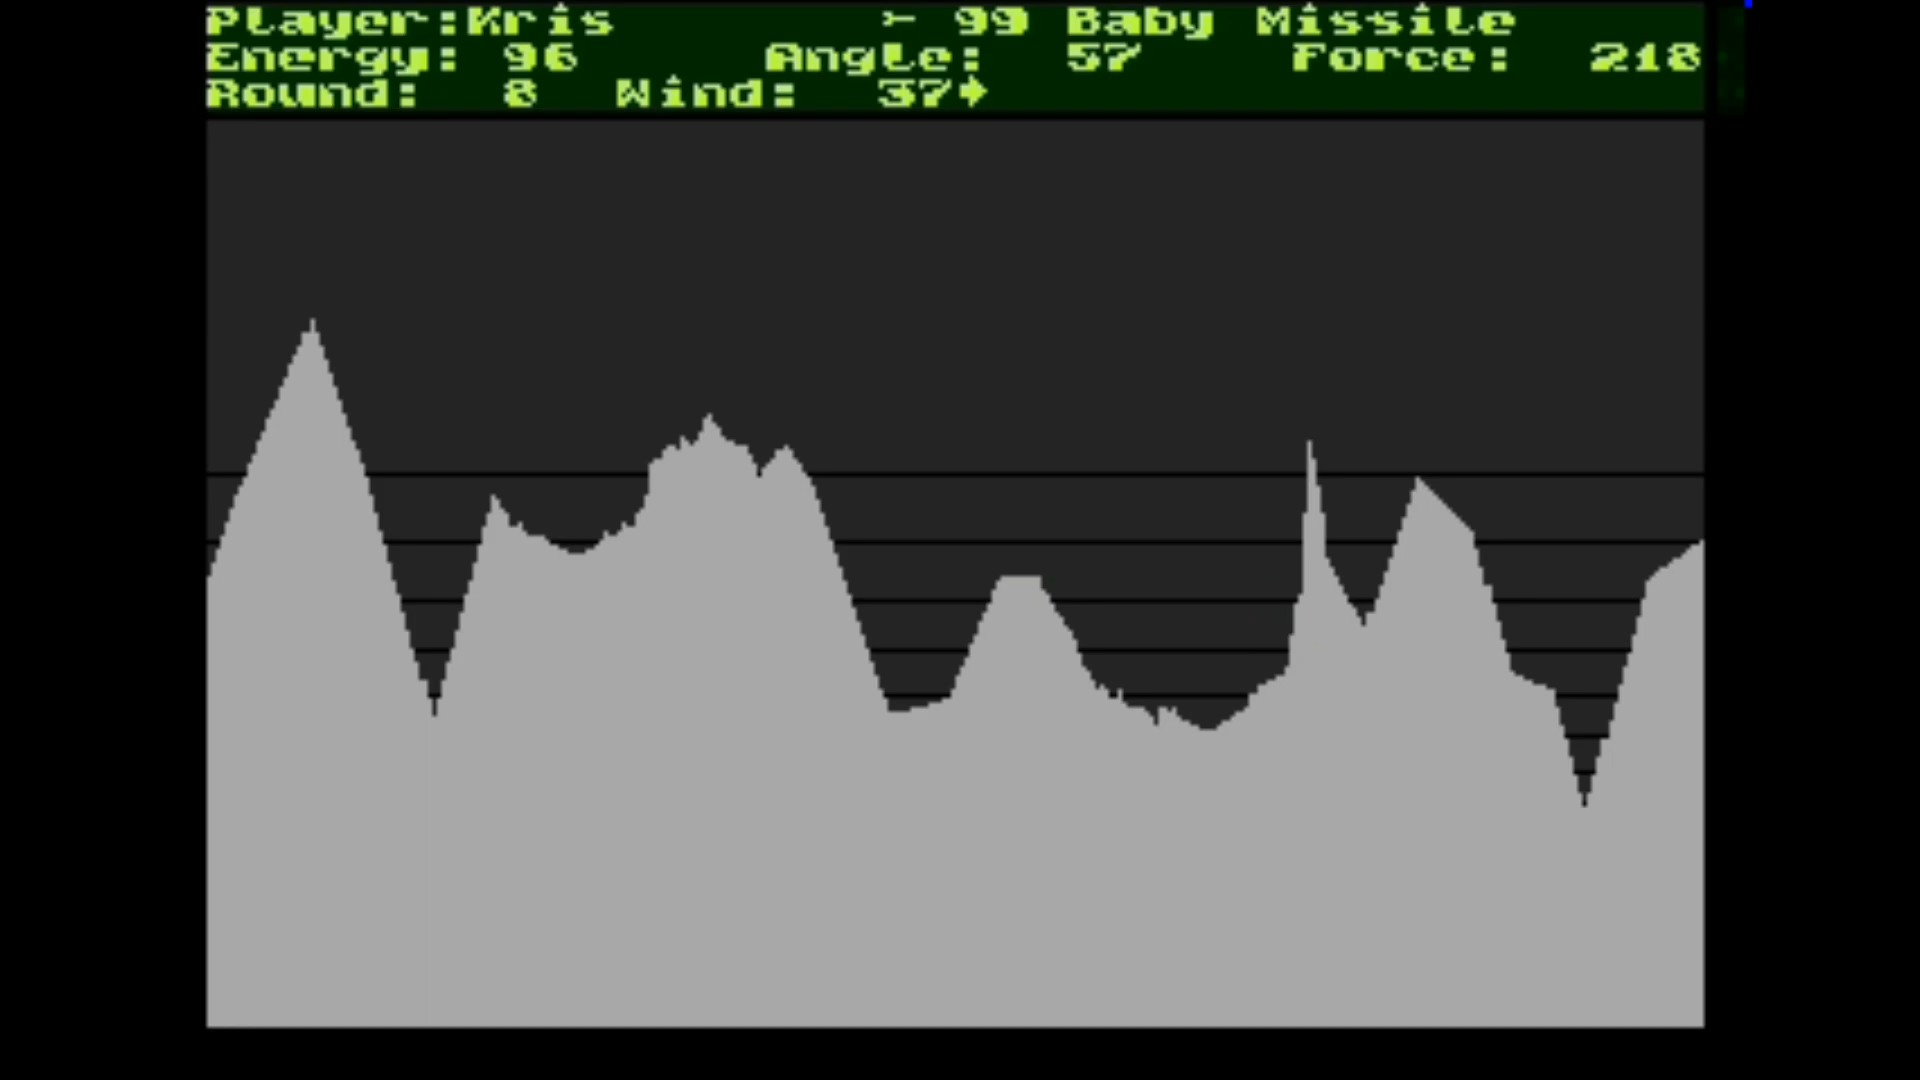 Player:Kris ➣ 99 Baby Missile
Energy: 96 Angle: 57 Force: 218
Round: 8 Wind: 37→